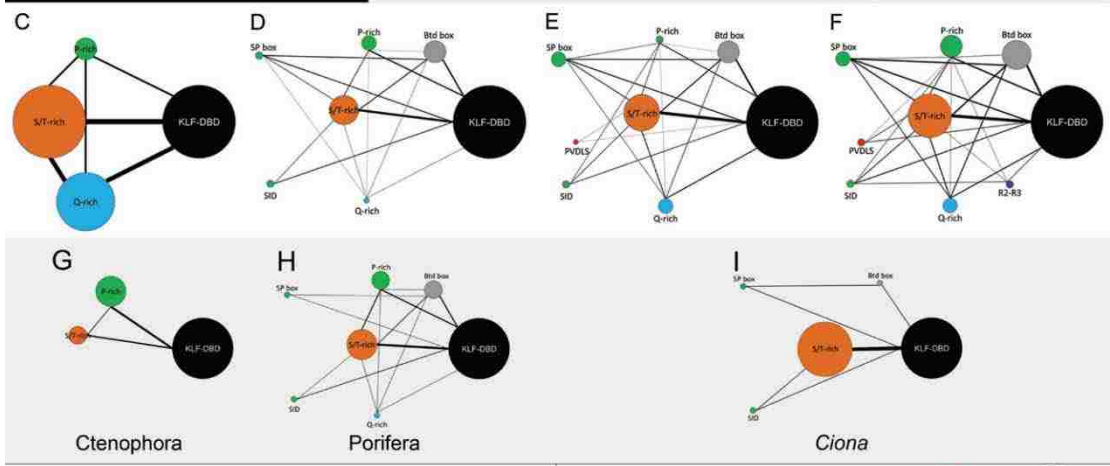 C
P-rich
S/T-rich
KLF-DBD
Q-rich
D
P-rich
Btd box
SP box
S/T-rich
KLF-DBD
SID
Q-rich
E
P-rich
Btd box
SP box
S/T-rich
KLF-DBD
PVDLS
SID
Q-rich
F
P-rich
Btd box
SP box
S/T-rich
KLF-DBD
PVDLS
SID
R2-R3
Q-rich
G
P-rich
S/T-rich
KLF-DBD
Ctenophora
H
P-rich
Btd box
SP box
S/T-rich
KLF-DBD
SID
Q-rich
Porifera
I
SP box
Btd box
S/T-rich
KLF-DBD
SID
Ciona